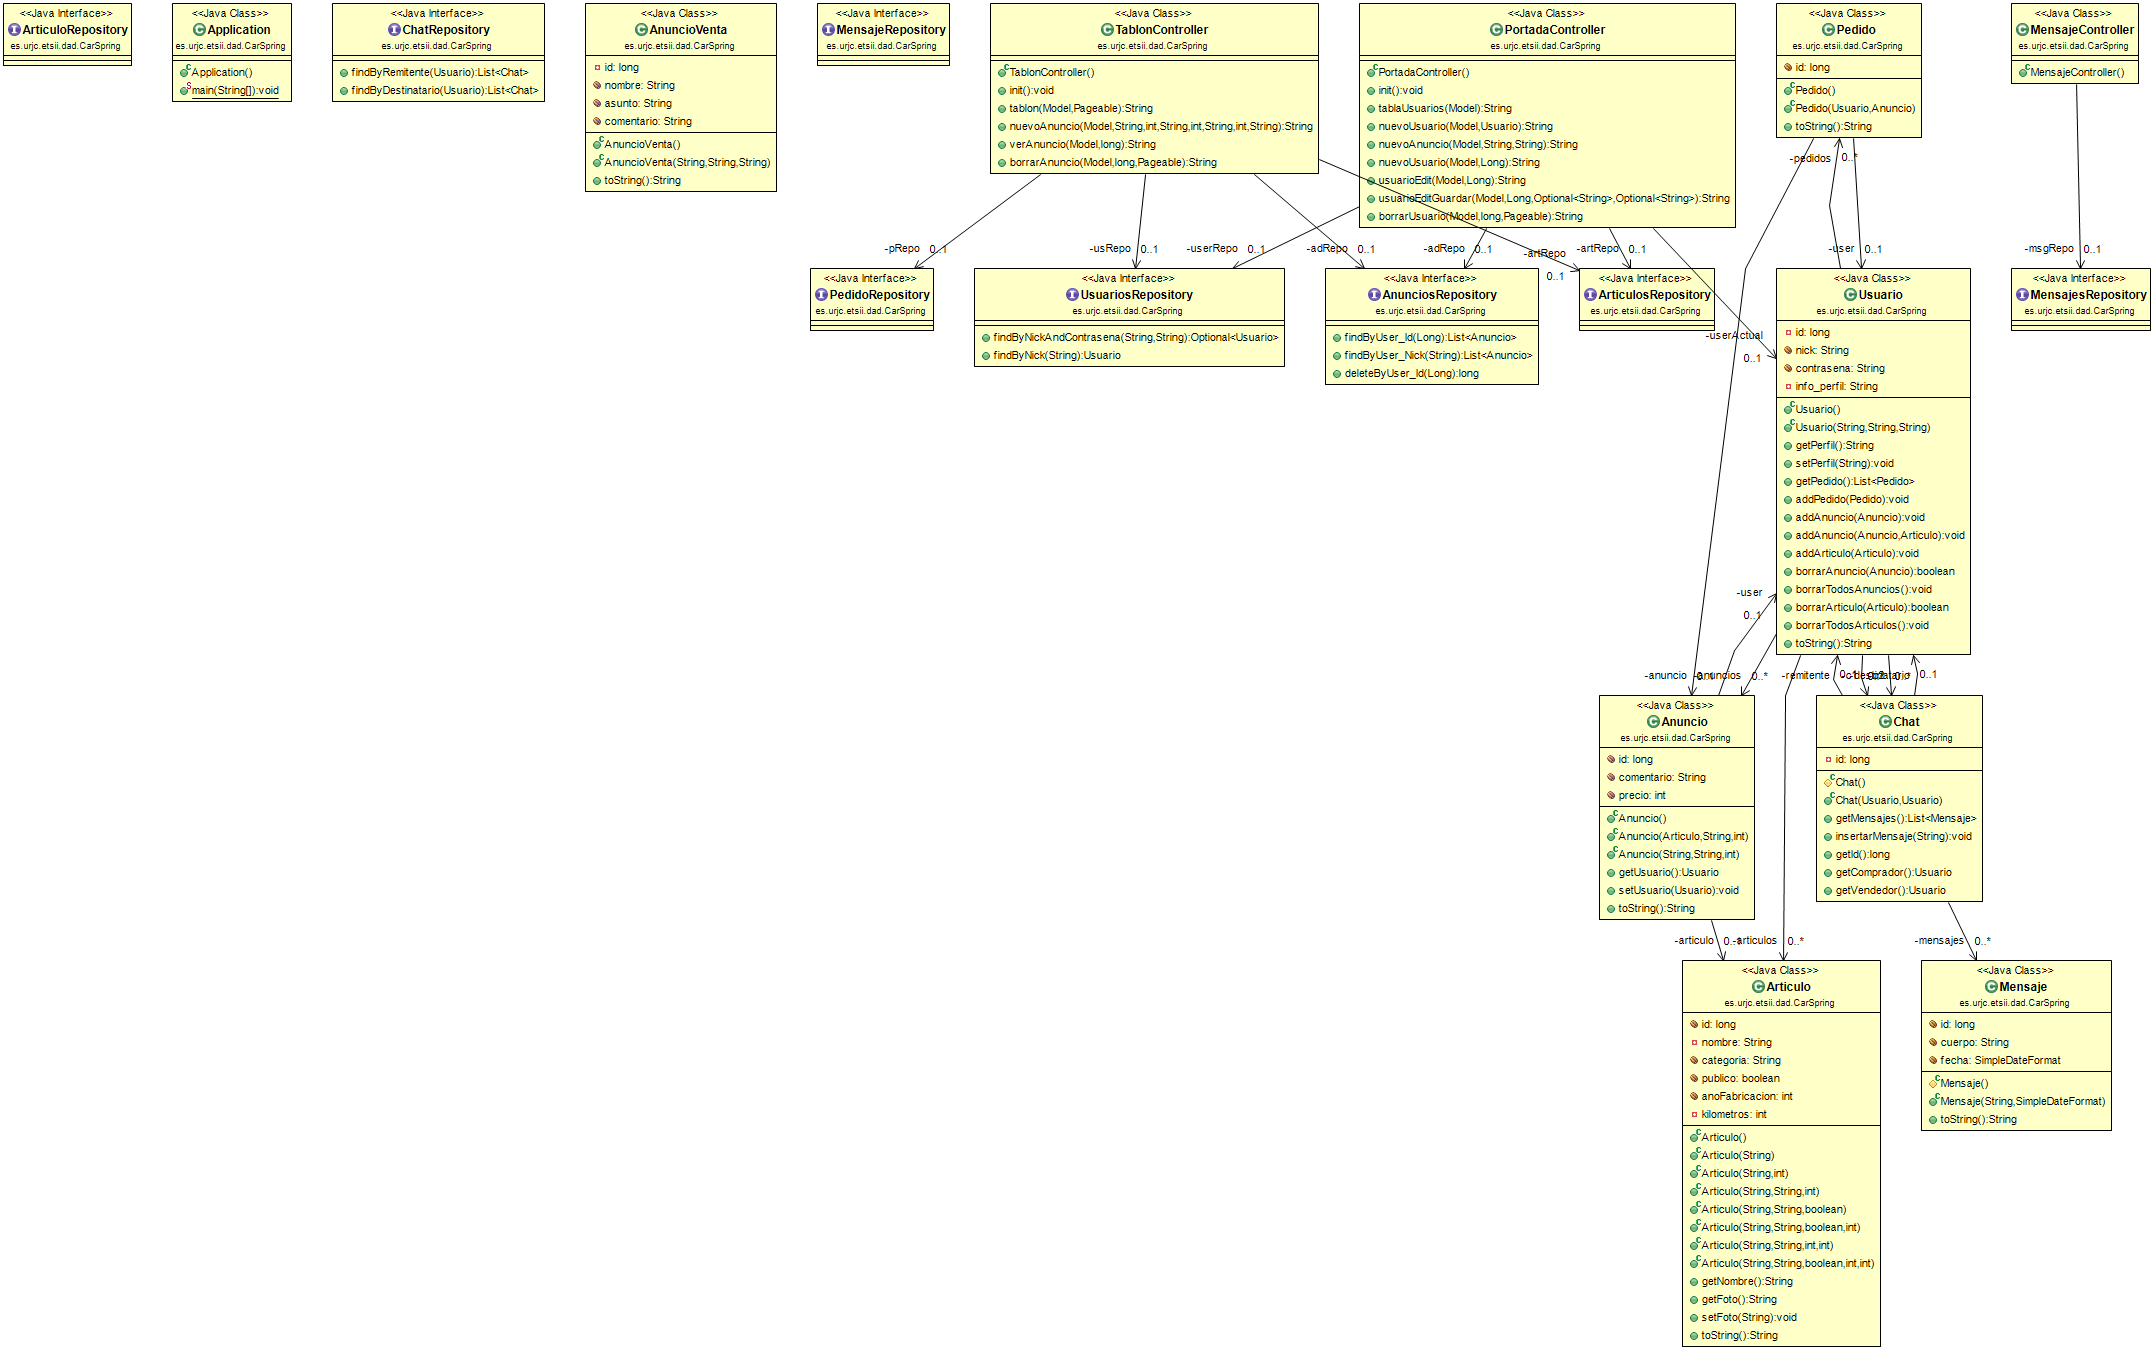 <<Java Interface>>
ArticuloRepository
es.urjc.etsii.dad.CarSpring
<<Java Class>>
Application
es.urjc.etsii.dad.CarSpring
Application()
main(String[]):void
<<Java Interface>>
ChatRepository
es.urjc.etsii.dad.CarSpring
findByRemitente(Usuario):List<Chat>
findByDestinatario(Usuario):List<Chat>
<<Java Class>>
AnuncioVenta
es.urjc.etsii.dad.CarSpring
id: long
nombre: String
asunto: String
comentario: String
AnuncioVenta()
AnuncioVenta(String,String,String)
toString():String
<<Java Interface>>
MensajeRepository
es.urjc.etsii.dad.CarSpring
<<Java Class>>
TablonController
es.urjc.etsii.dad.CarSpring
TablonController()
init():void
tablon(Model,Pageable):String
nuevoAnuncio(Model,String,int,String,int,String,int,String):String
verAnuncio(Model,long):String
borrarAnuncio(Model,long,Pageable):String
<<Java Class>>
PortadaController
es.urjc.etsii.dad.CarSpring
PortadaController()
init():void
tablaUsuarios(Model):String
nuevoUsuario(Model,Usuario):String
nuevoAnuncio(Model,String,String):String
nuevoUsuario(Model,Long):String
usuarioEdit(Model,Long):String
usuarioEditGuardar(Model,Long,Optional<String>,Optional<String>):String
borrarUsuario(Model,long,Pageable):String
<<Java Class>>
Pedido
es.urjc.etsii.dad.CarSpring
id: long
Pedido()
Pedido(Usuario,Anuncio)
toString():String
<<Java Class>>
MensajeController
es.urjc.etsii.dad.CarSpring
MensajeController()
-pedidos 0..*
-pRepo 0..1
-usRepo 0..1
-userRepo 0..1
-adRepo 0..1
-adRepo 0..1
-artRepo 0..1
-artRepo 0..1
-user 0..1
-msgRepo 0..1
<<Java Interface>>
PedidoRepository
es.urjc.etsii.dad.CarSpring
<<Java Interface>>
UsuariosRepository
es.urjc.etsii.dad.CarSpring
findByNickAndContrasena(String,String):Optional<Usuario>
findByNick(String):Usuario
<<Java Interface>>
AnunciosRepository
es.urjc.etsii.dad.CarSpring
findByUser_Id(Long):List<Anuncio>
findByUser_Nick(String):List<Anuncio>
deleteByUser_Id(Long):long
<<Java Interface>>
ArticulosRepository
es.urjc.etsii.dad.CarSpring
-userActual
0..1
<<Java Class>>
Usuario
es.urjc.etsii.dad.CarSpring
id: long
nick: String
contrasena: String
info_perfil: String
Usuario()
Usuario(String,String,String)
getPerfil():String
setPerfil(String):void
getPedido():List<Pedido>
addPedido(Pedido):void
addAnuncio(Anuncio):void
addAnuncio(Anuncio,Articulo):void
addArticulo(Articulo):void
borrarAnuncio(Anuncio):boolean
borrarTodosAnuncios():void
borrarArticulo(Articulo):boolean
borrarTodosArticulos():void
toString():String
<<Java Interface>>
MensajesRepository
es.urjc.etsii.dad.CarSpring
-user
0..1
-anuncio
-anuncios 0..*
-remitente 0..1
0..1
<<Java Class>>
Anuncio
es.urjc.etsii.dad.CarSpring
id: long
comentario: String
precio: int
Anuncio()
Anuncio(Articulo,String,int)
Anuncio(String,String,int)
getUsuario():Usuario
setUsuario(Usuario):void
toString():String
<<Java Class>>
Chat
es.urjc.etsii.dad.CarSpring
id: long
Chat()
Chat(Usuario,Usuario)
getMensajes():List<Mensaje>
insertarMensaje(String):void
getId():long
getComprador():Usuario
getVendedor():Usuario
-articulo
-articulos 0..*
-mensajes 0..*
<<Java Class>>
Articulo
es.urjc.etsii.dad.CarSpring
id: long
nombre: String
categoria: String
publico: boolean
anoFabricacion: int
kilometros: int
Articulo()
Articulo(String)
Articulo(String,int)
Articulo(String,String,int)
Articulo(String,String,boolean)
Articulo(String,String,boolean,int)
Articulo(String,String,int,int)
Articulo(String,String,boolean,int,int)
getNombre():String
getFoto():String
setFoto(String):void
toString():String
<<Java Class>>
Mensaje
es.urjc.etsii.dad.CarSpring
id: long
cuerpo: String
fecha: SimpleDateFormat
Mensaje()
Mensaje(String,SimpleDateFormat)
toString():String